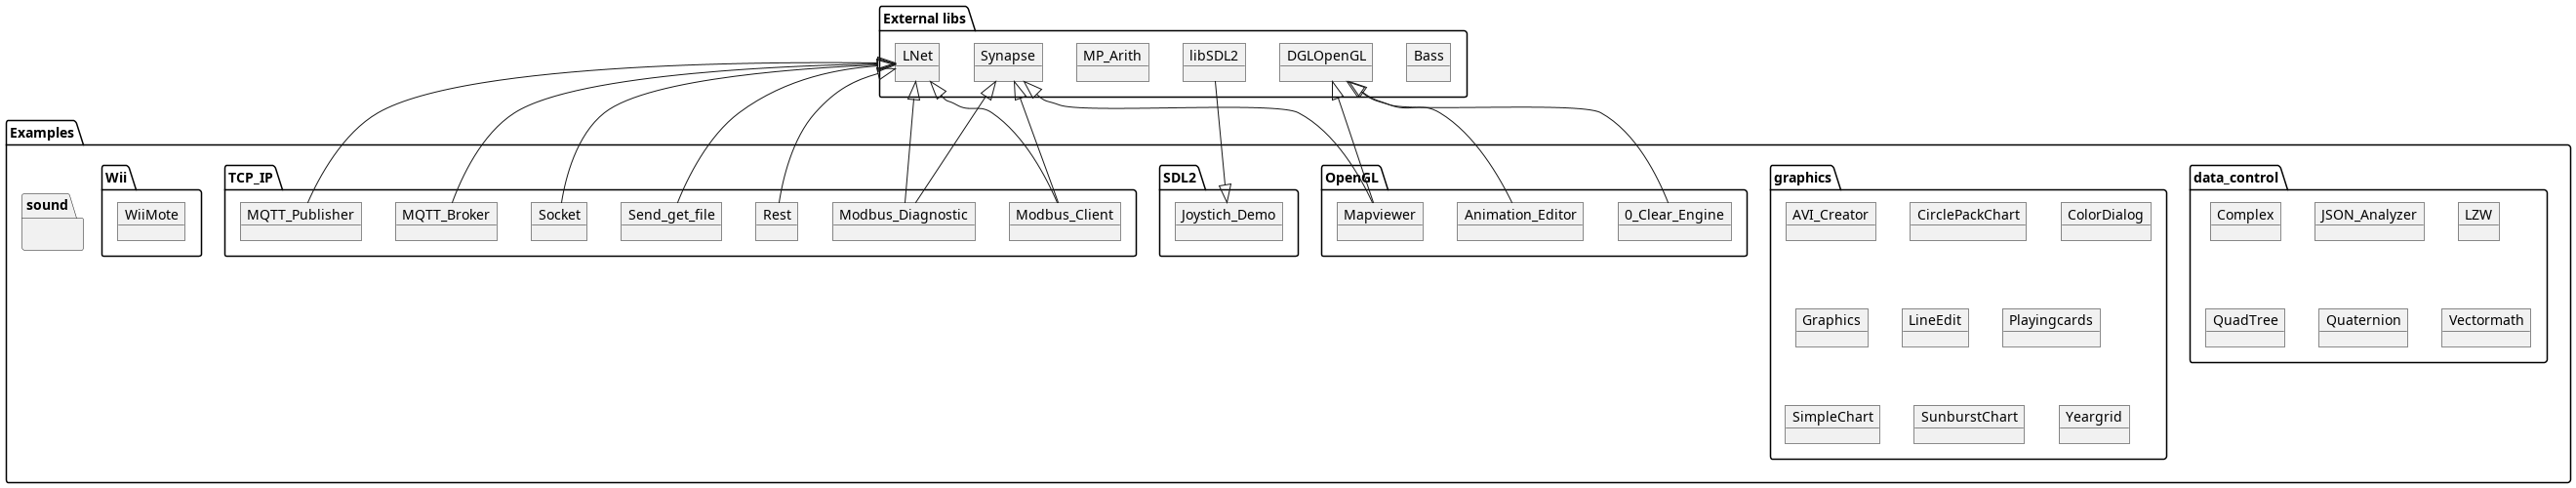 External libs
LNet
Synapse
MP_Arith
libSDL2
DGLOpenGL
Bass
Examples
sound
Wii
WiiMote
TCP_IP
MQTT_Publisher
MQTT_Broker
Socket
Send_get_file
Rest
Modbus_Diagnostic
Modbus_Client
SDL2
Joystich_Demo
OpenGL
Mapviewer
Animation_Editor
0_Clear_Engine
graphics
AVI_Creator
CirclePackChart
ColorDialog
Graphics
LineEdit
Playingcards
SimpleChart
SunburstChart
Yeargrid
data_control
Complex
JSON_Analyzer
LZW
QuadTree
Quaternion
Vectormath